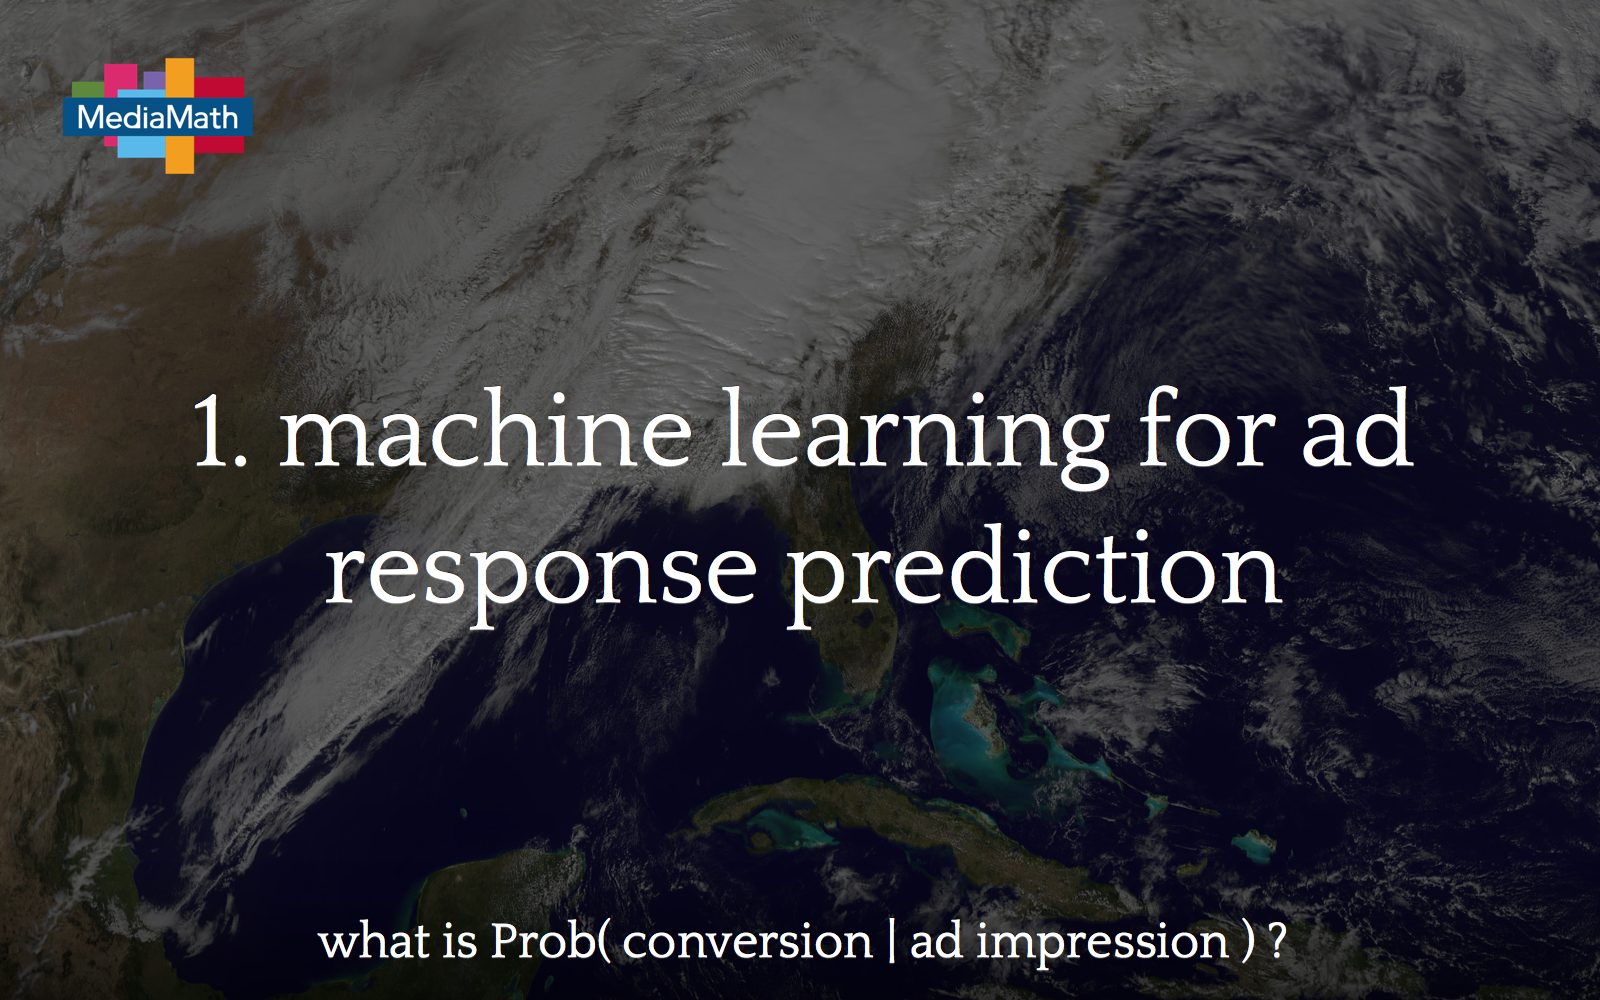 MediaMath
1. machine learning for ad
response prediction
what is Prob( conversion | ad impression ) ?